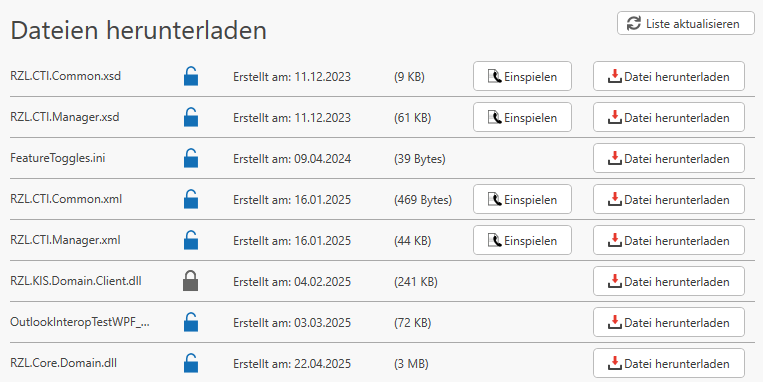 Dateien herunterladen
Liste aktualisieren
RZL.CTI.Common.xsd Erstellt am: 11.12.2023 (9 KB) Einspielen Datei herunterladen
RZL.CTI.Manager.xsd Erstellt am: 11.12.2023 (61 KB) Einspielen Datei herunterladen
FeatureToggles.ini Erstellt am: 09.04.2024 (39 Bytes) Datei herunterladen
RZL.CTI.Common.xml Erstellt am: 16.01.2025 (469 Bytes) Einspielen Datei herunterladen
RZL.CTI.Manager.xml Erstellt am: 16.01.2025 (44 KB) Einspielen Datei herunterladen
RZL.KIS.Domain.Client.dll Erstellt am: 04.02.2025 (241 KB) Datei herunterladen
OutlookInteropTestWPF_... Erstellt am: 03.03.2025 (72 KB) Datei herunterladen
RZL.Core.Domain.dll Erstellt am: 22.04.2025 (3 MB) Datei herunterladen